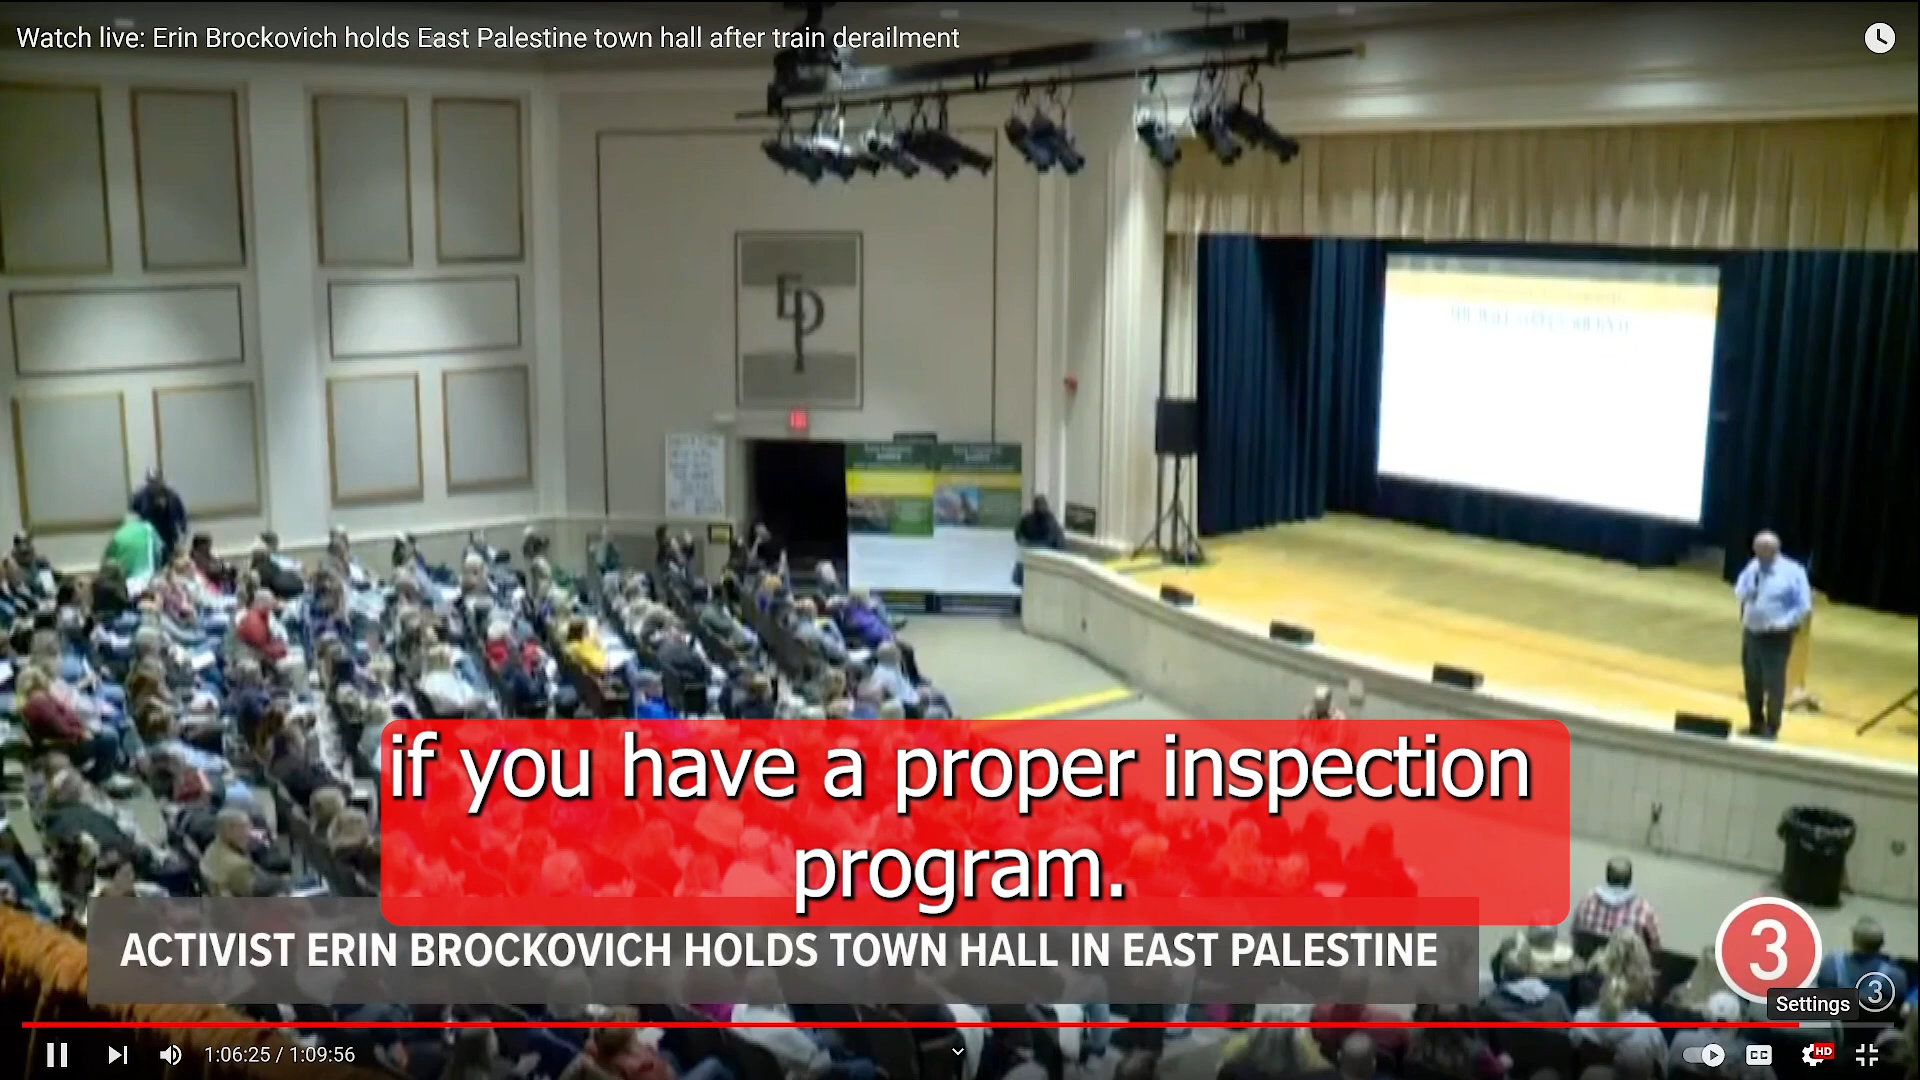 Watch live: Erin Brockovich holds East Palestine town hall after train derailment
EP
if you have a proper inspection
program.
ACTIVIST ERIN BROCKOVICH HOLDS TOWN HALL IN EAST PALESTINE
3
3
Settings
1:06:25 / 1:09:56
CC
HD